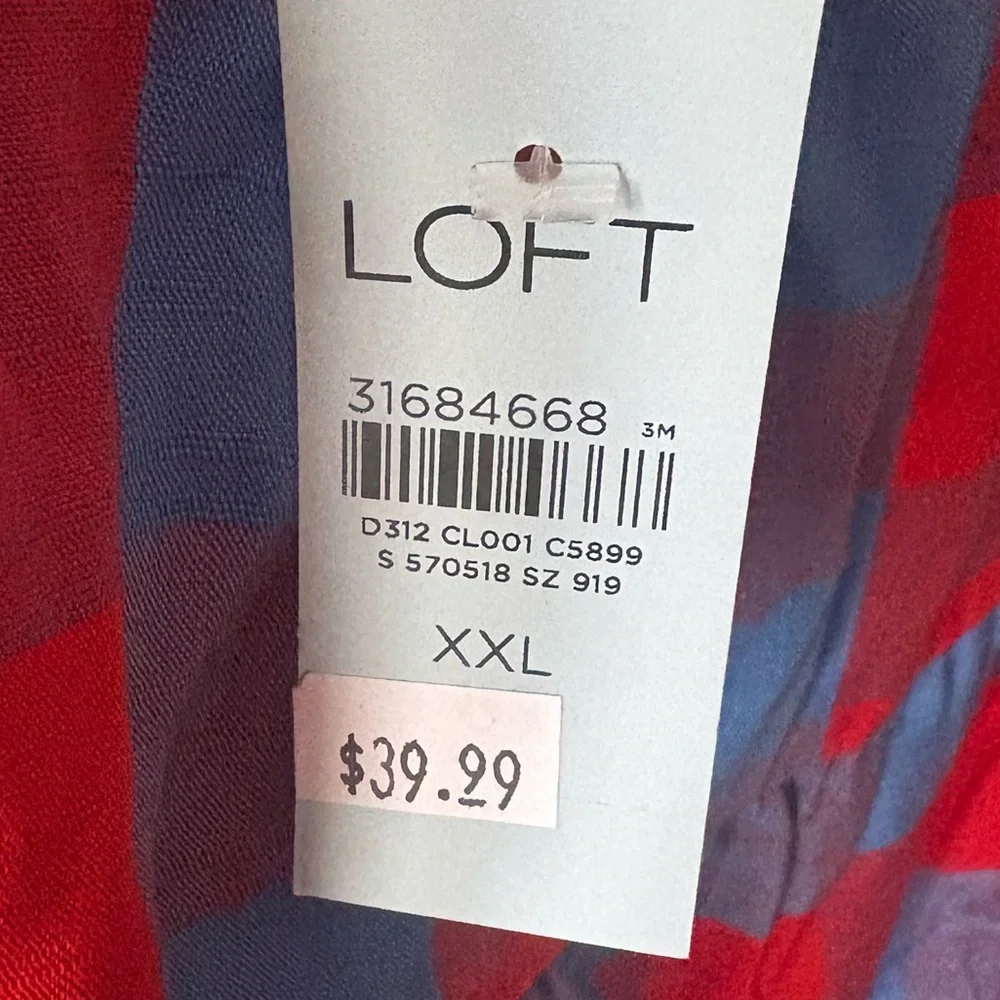 LOFT
31684668 3M
D312 CL001 C5899
S 570518 SZ 919
XXL
$39.99